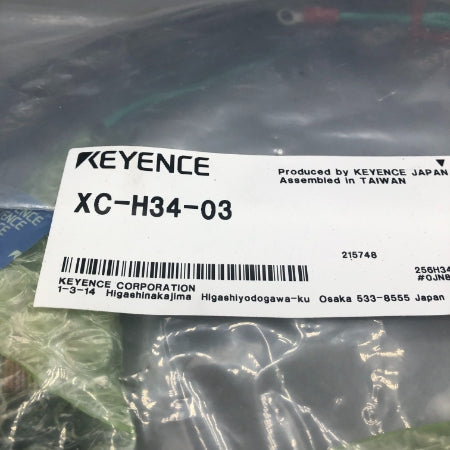 KEYENCE
Produced by KEYENCE JAPAN
Assembled in TAIWAN
XC-H34-03
215748
256H34
#0JN8
KEYENCE CORPORATION
1-3-14 Higashinakajima Higashiyodogawa-ku Osaka 533-8555 Japan